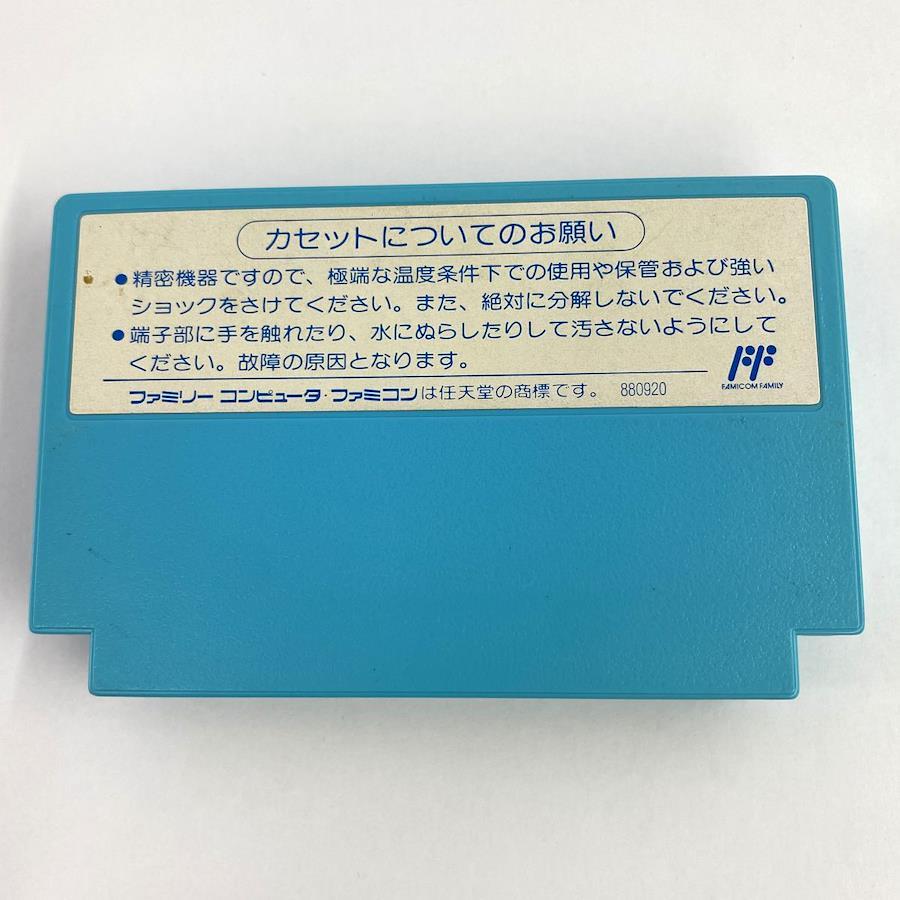 カセットについてのお願い
●精密機器ですので、極端な温度条件下での使用や保管および強い
ショックをさけてください。また、絶対に分解しないでください。
●端子部に手を触れたり、水にぬらしたりして汚さないようにして
ください。故障の原因となります。
FAMICOM FAMILY
ファミリー コンピュータ・ファミコンは任天堂の商標です。 880920